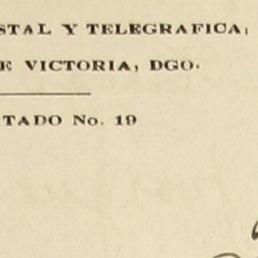 STAL Y TELEGRAFICA,
E VICTORIA, DGO.
TADO No. 19